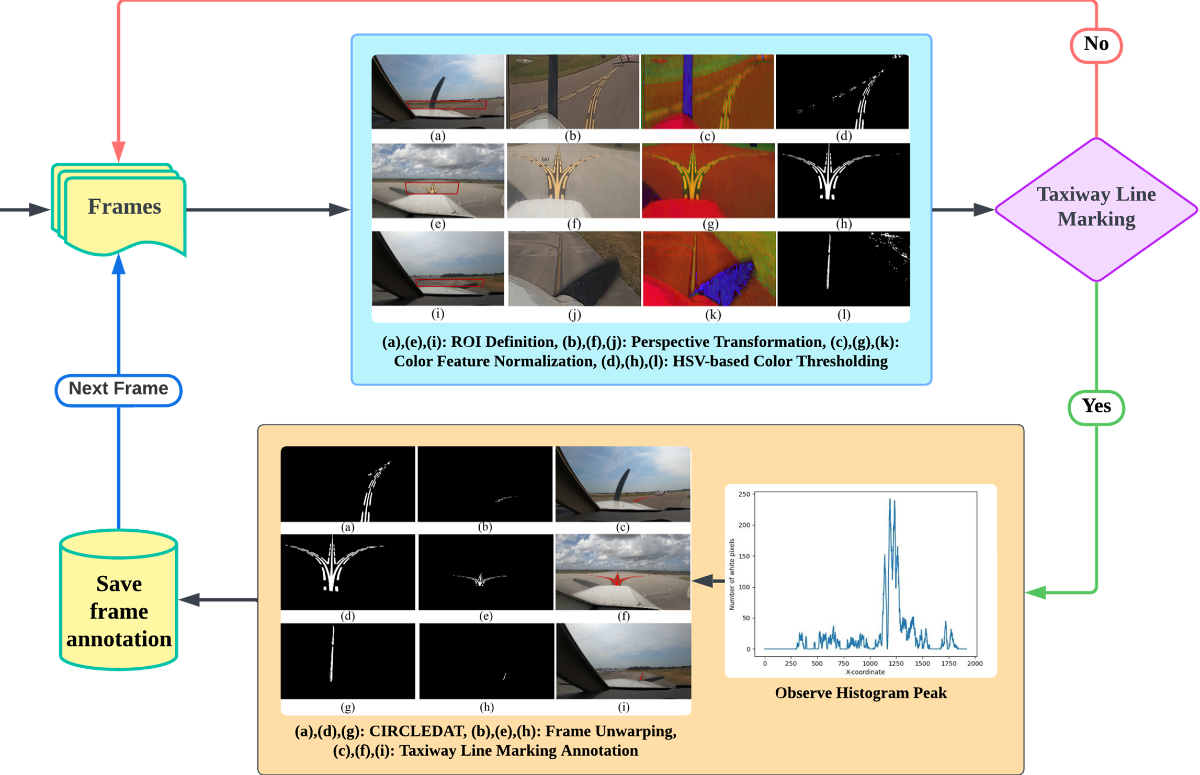 No
Frames
(a)
(b)
(c)
(d)
(e)
(f)
(g)
(h)
(i)
(j)
(k)
(l)
(a),(e),(i): ROI Definition, (b),(f),(j): Perspective Transformation, (c),(g),(k):
Color Feature Normalization, (d),(h),(l): HSV-based Color Thresholding
Taxiway Line
Marking
Yes
Next Frame
Save
frame
annotation
(a)
(b)
(c)
(d)
(e)
(f)
(g)
(h)
(i)
(a),(d),(g): CIRCLEDAT, (b),(e),(h): Frame Unwarping,
(c),(f),(i): Taxiway Line Marking Annotation
Number of white pixels
250
200
150
100
50
0
0
250
500
750
1000
1250
1500
1750
2000
X-coordinate
Observe Histogram Peak